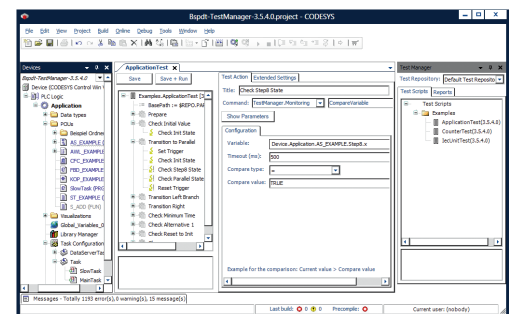 Bspdt-TestManager-3.5.4.0.project - CODESYS
File Edit View Project Build Online Debug Tools Window Help
Devices
Bspdt-TestManager-3.5.4.0
Device (CODESYS Control Win
PLC Logic
Application
Data types
POUs
Beispiel Ordner
AS_EXAMPLE (
AWL_EXAMPLE
CFC_EXAMPLE
FBD_EXAMPLE
KOP_EXAMPLE
SlowTask (PRG
ST_EXAMPLE (
S_ADD (FUN)
Visualizations
Global_Variables_0
Library Manager
Task Configuration
DataServerTas
Task
SlowTask
MainTask
ApplicationTest
Save
Save + Run
Examples.ApplicationTest [3
BasePath := $REPO.PA
Prepare
Check Initial Value
Check Init State
Transition to Parallel
Set Trigger
Check Init State
Check Step8 State
Check Parallel State
Reset Trigger
Transition Left Branch
Transition Right
Check Minimum Time
Check Alternative 1
Check Reset to Init
Test Action
Extended Settings
Title: Check Step8 State
Command: TestManager.Monitoring CompareVariable
Show Parameters
Configuration
Variable: Device.Application.AS_EXAMPLE.Step8.x
Timeout (ms): 500
Compare type: =
Compare value: TRUE
Example for the comparison: Current value > Compare value
Test Manager
Test Repository: Default Test Reposito
Test Scripts
Reports
Test Scripts
Examples
ApplicationTest(3.5.4.0)
CounterTest(3.5.4.0)
IecUnitTest(3.5.4.0)
Messages - Totally 1193 error(s), 0 warning(s), 15 message(s)
Last build: 0 0 Precompile:
Current user: (nobody)